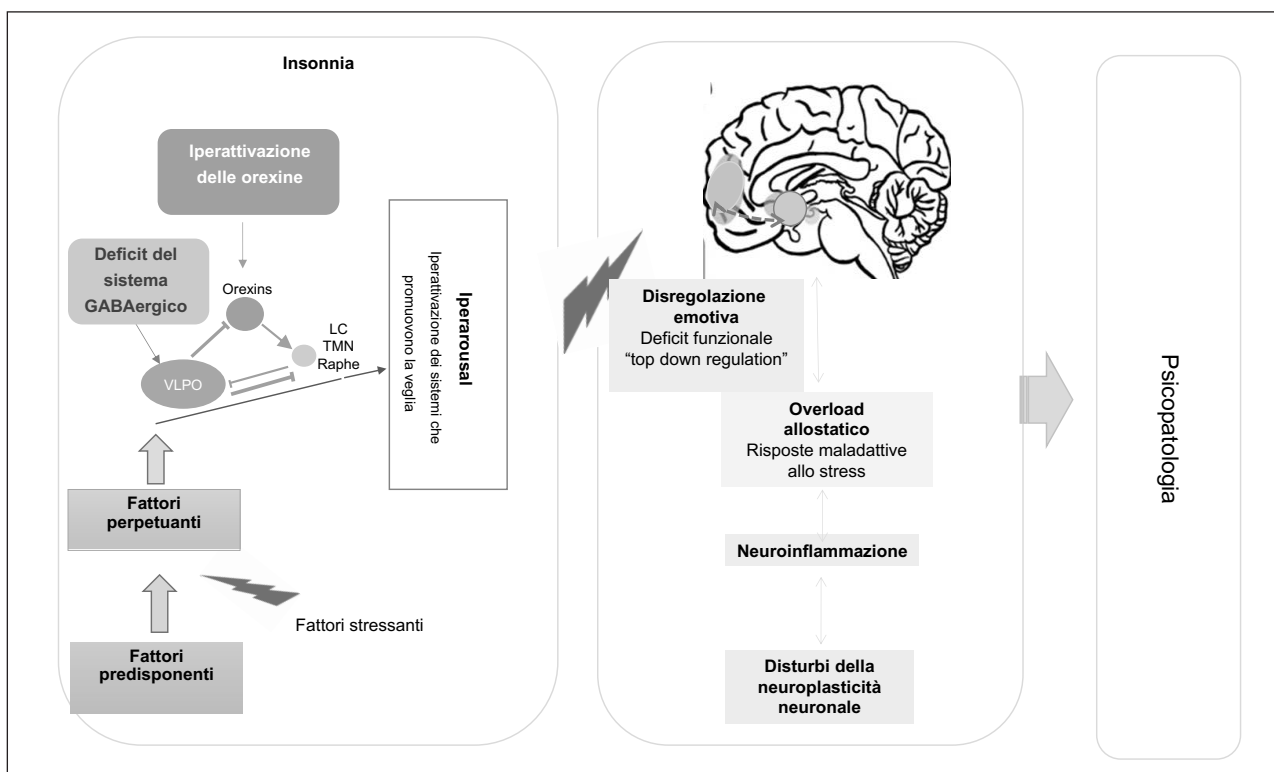 Insonnia
Iperattivazione
delle orexine
Deficit del
sistema
GABAergico
Orexins
LC
TMN
Raphe
VLPO
Iperarousal
Iperattivazione dei sistemi che
promuovono la veglia
Fattori
perpetuanti
Fattori stressanti
Fattori
predisponenti
Disregolazione
emotiva
Deficit funzionale
“top down regulation”
Overload
allostatico
Risposte maladattive
allo stress
Neuroinflammazione
Disturbi della
neuroplasticità
neuronale
Psicopatologia